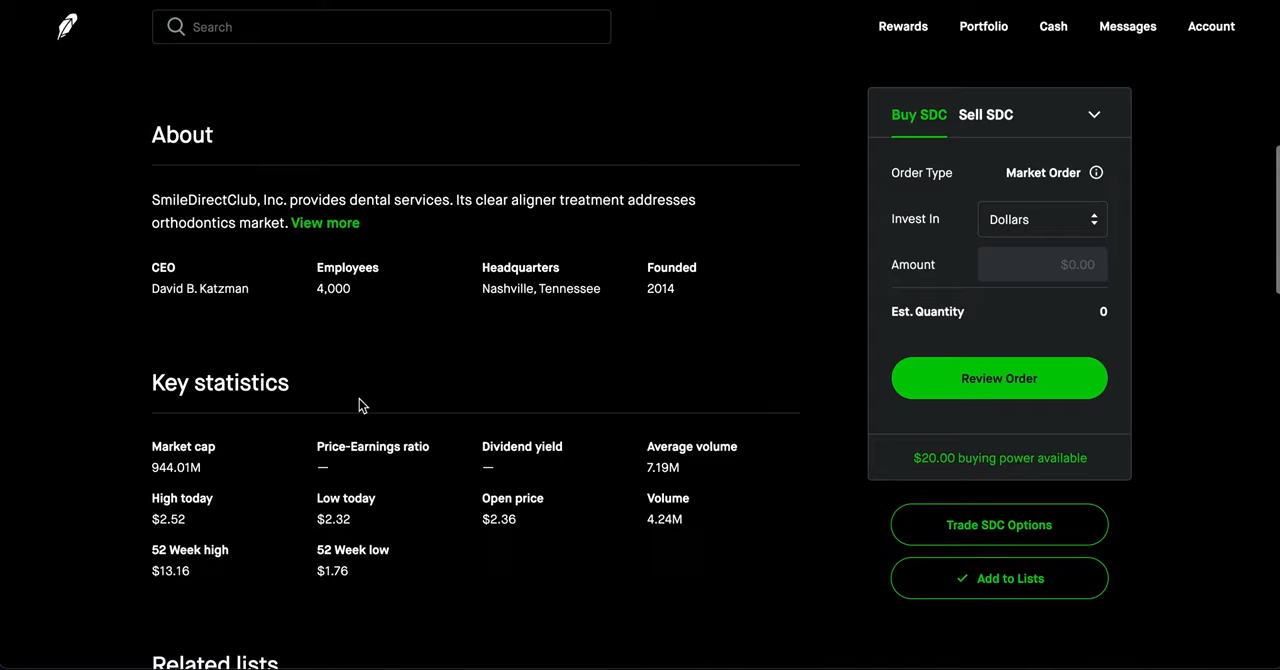 Search
Rewards Portfolio Cash Messages Account
About
SmileDirectClub, Inc. provides dental services. Its clear aligner treatment addresses
orthodontics market. View more
CEO Employees Headquarters Founded
David B. Katzman 4,000 Nashville, Tennessee 2014
Key statistics
Market cap Price-Earnings ratio Dividend yield Average volume
944.01M — — 7.19M
High today Low today Open price Volume
$2.52 $2.32 $2.36 4.24M
52 Week high 52 Week low
$13.16 $1.76
Related lists
Buy SDC Sell SDC
Order Type Market Order
Invest In Dollars
Amount $0.00
Est. Quantity 0
Review Order
$20.00 buying power available
Trade SDC Options
Add to Lists